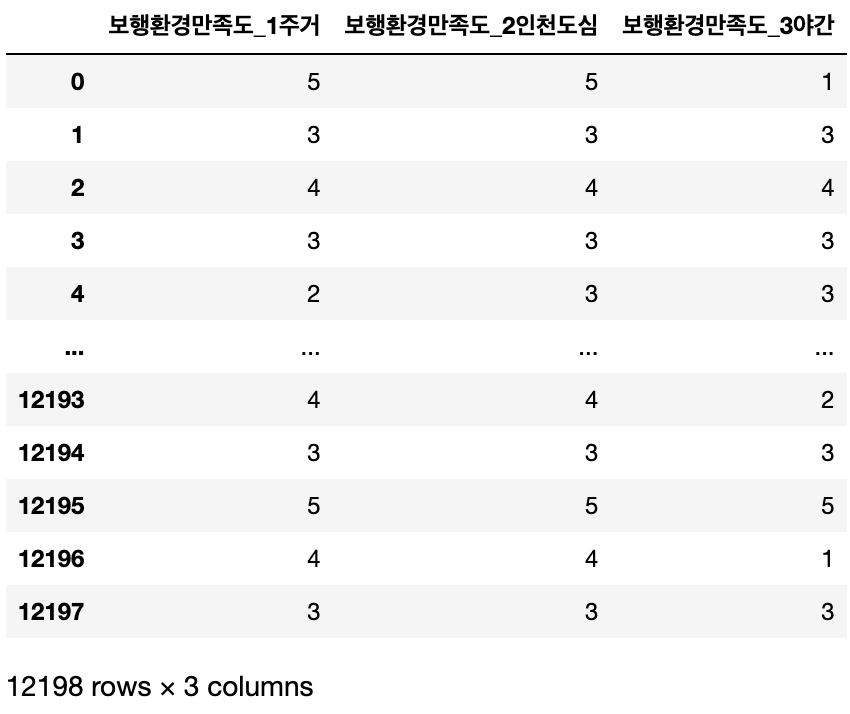 보행환경만족도_1주거 보행환경만족도_2인천도심 보행환경만족도_3야간
0 5 5 1
1 3 3 3
2 4 4 4
3 3 3 3
4 2 3 3
... ... ... ...
12193 4 4 2
12194 3 3 3
12195 5 5 5
12196 4 4 1
12197 3 3 3
12198 rows × 3 columns